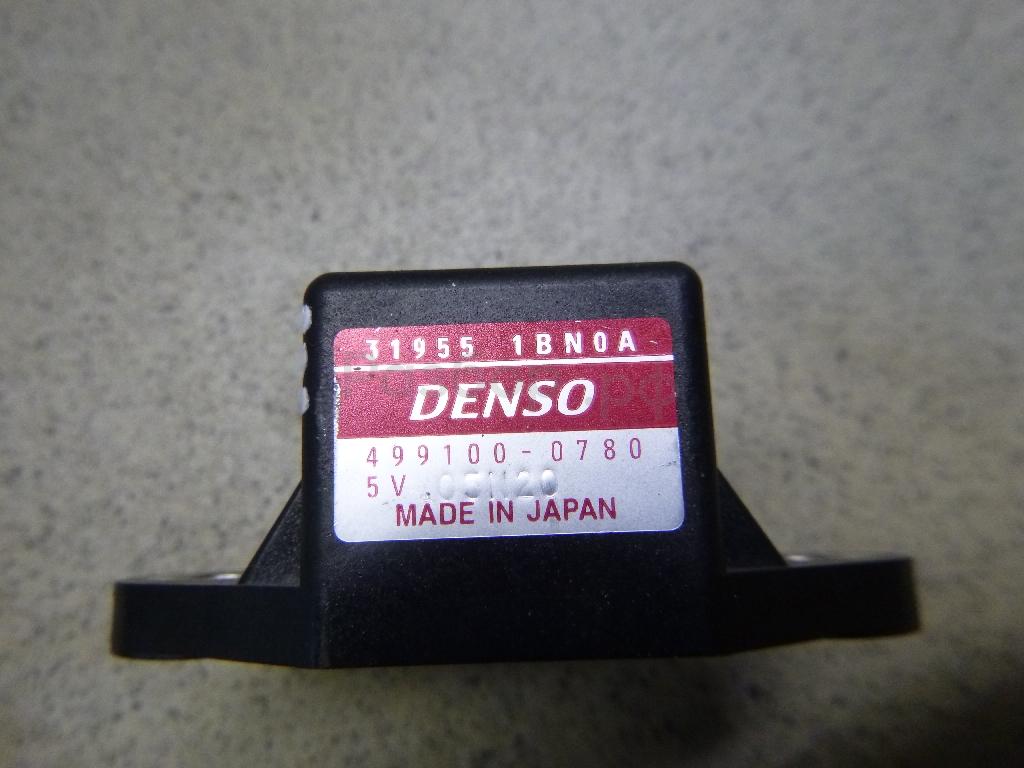 31955 1BN0A
DENSO
499100-0780
5V
MADE IN JAPAN